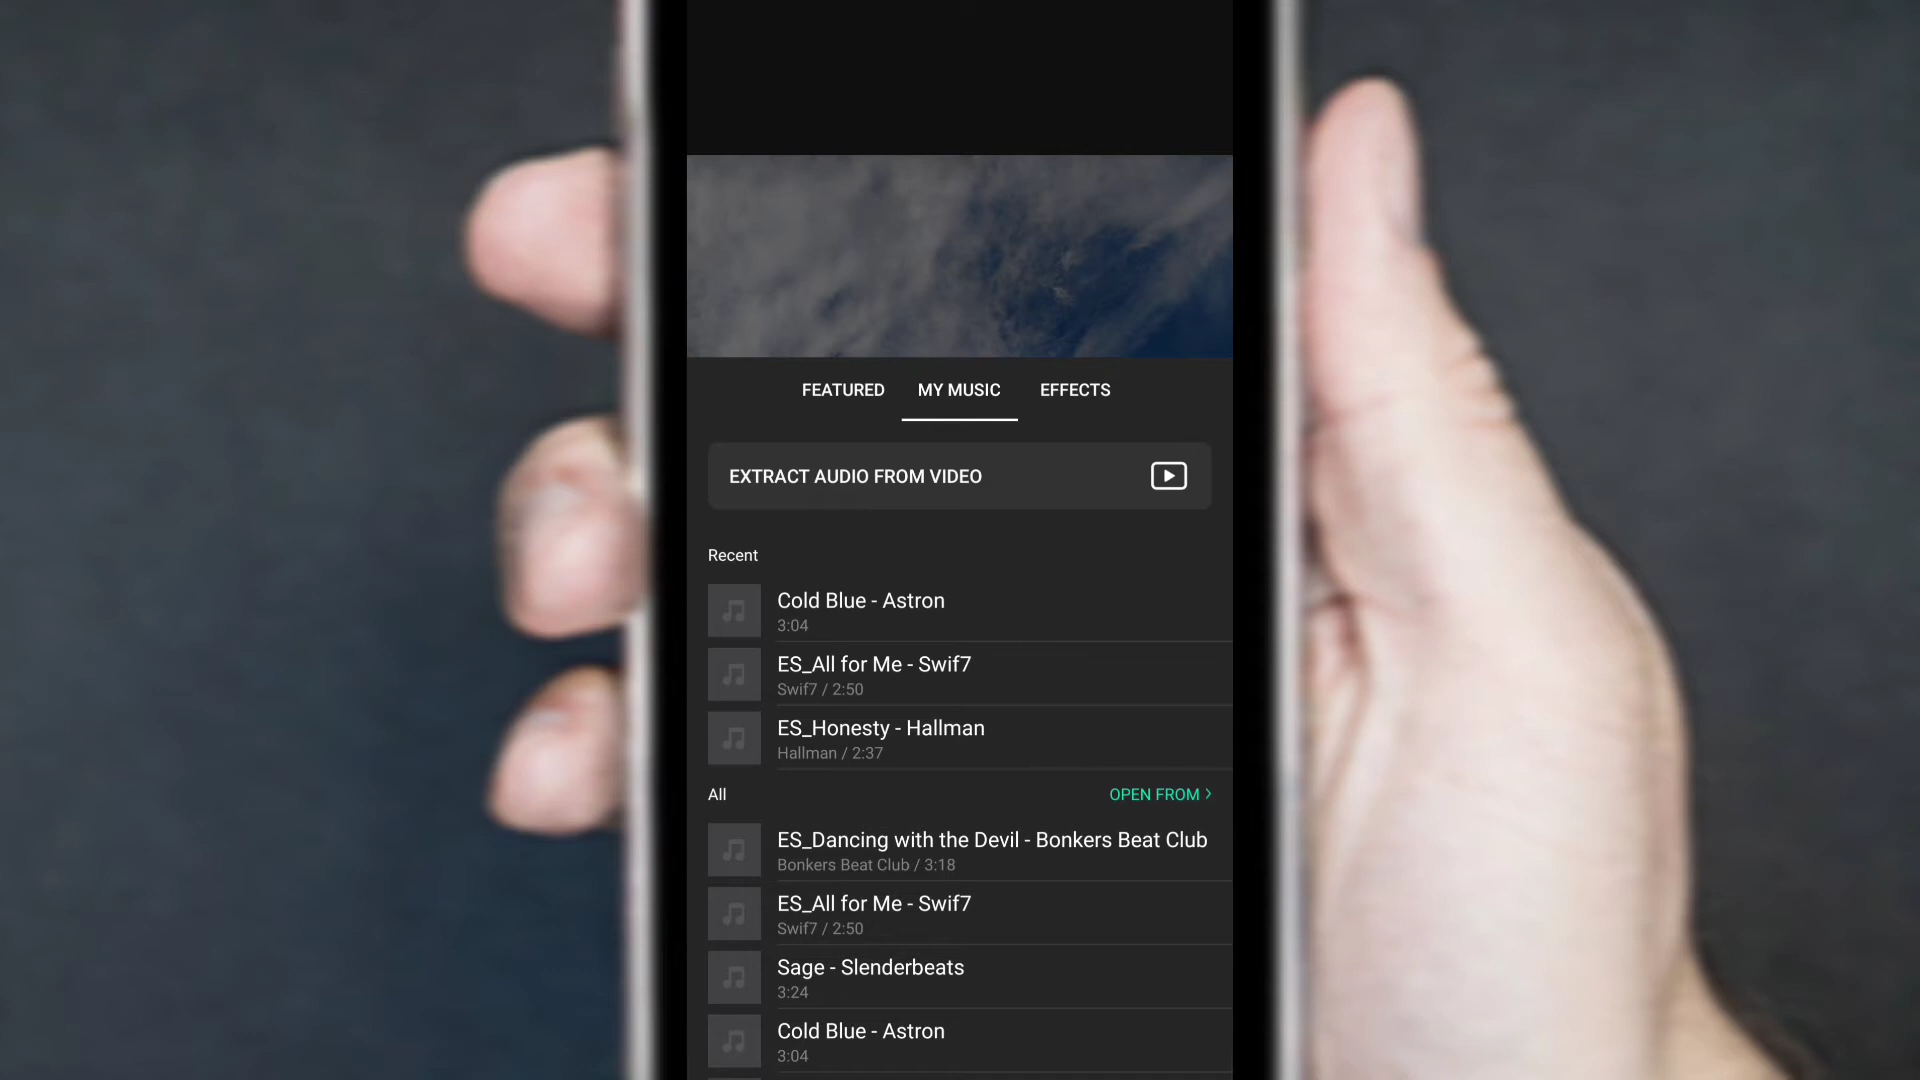 FEATURED MY MUSIC EFFECTS
EXTRACT AUDIO FROM VIDEO
Recent
Cold Blue - Astron
3:04
ES_All for Me - Swif7
Swif7 / 2:50
ES_Honesty - Hallman
Hallman / 2:37
All OPEN FROM >
ES_Dancing with the Devil - Bonkers Beat Club
Bonkers Beat Club / 3:18
ES_All for Me - Swif7
Swif7 / 2:50
Sage - Slenderbeats
3:24
Cold Blue - Astron
3:04